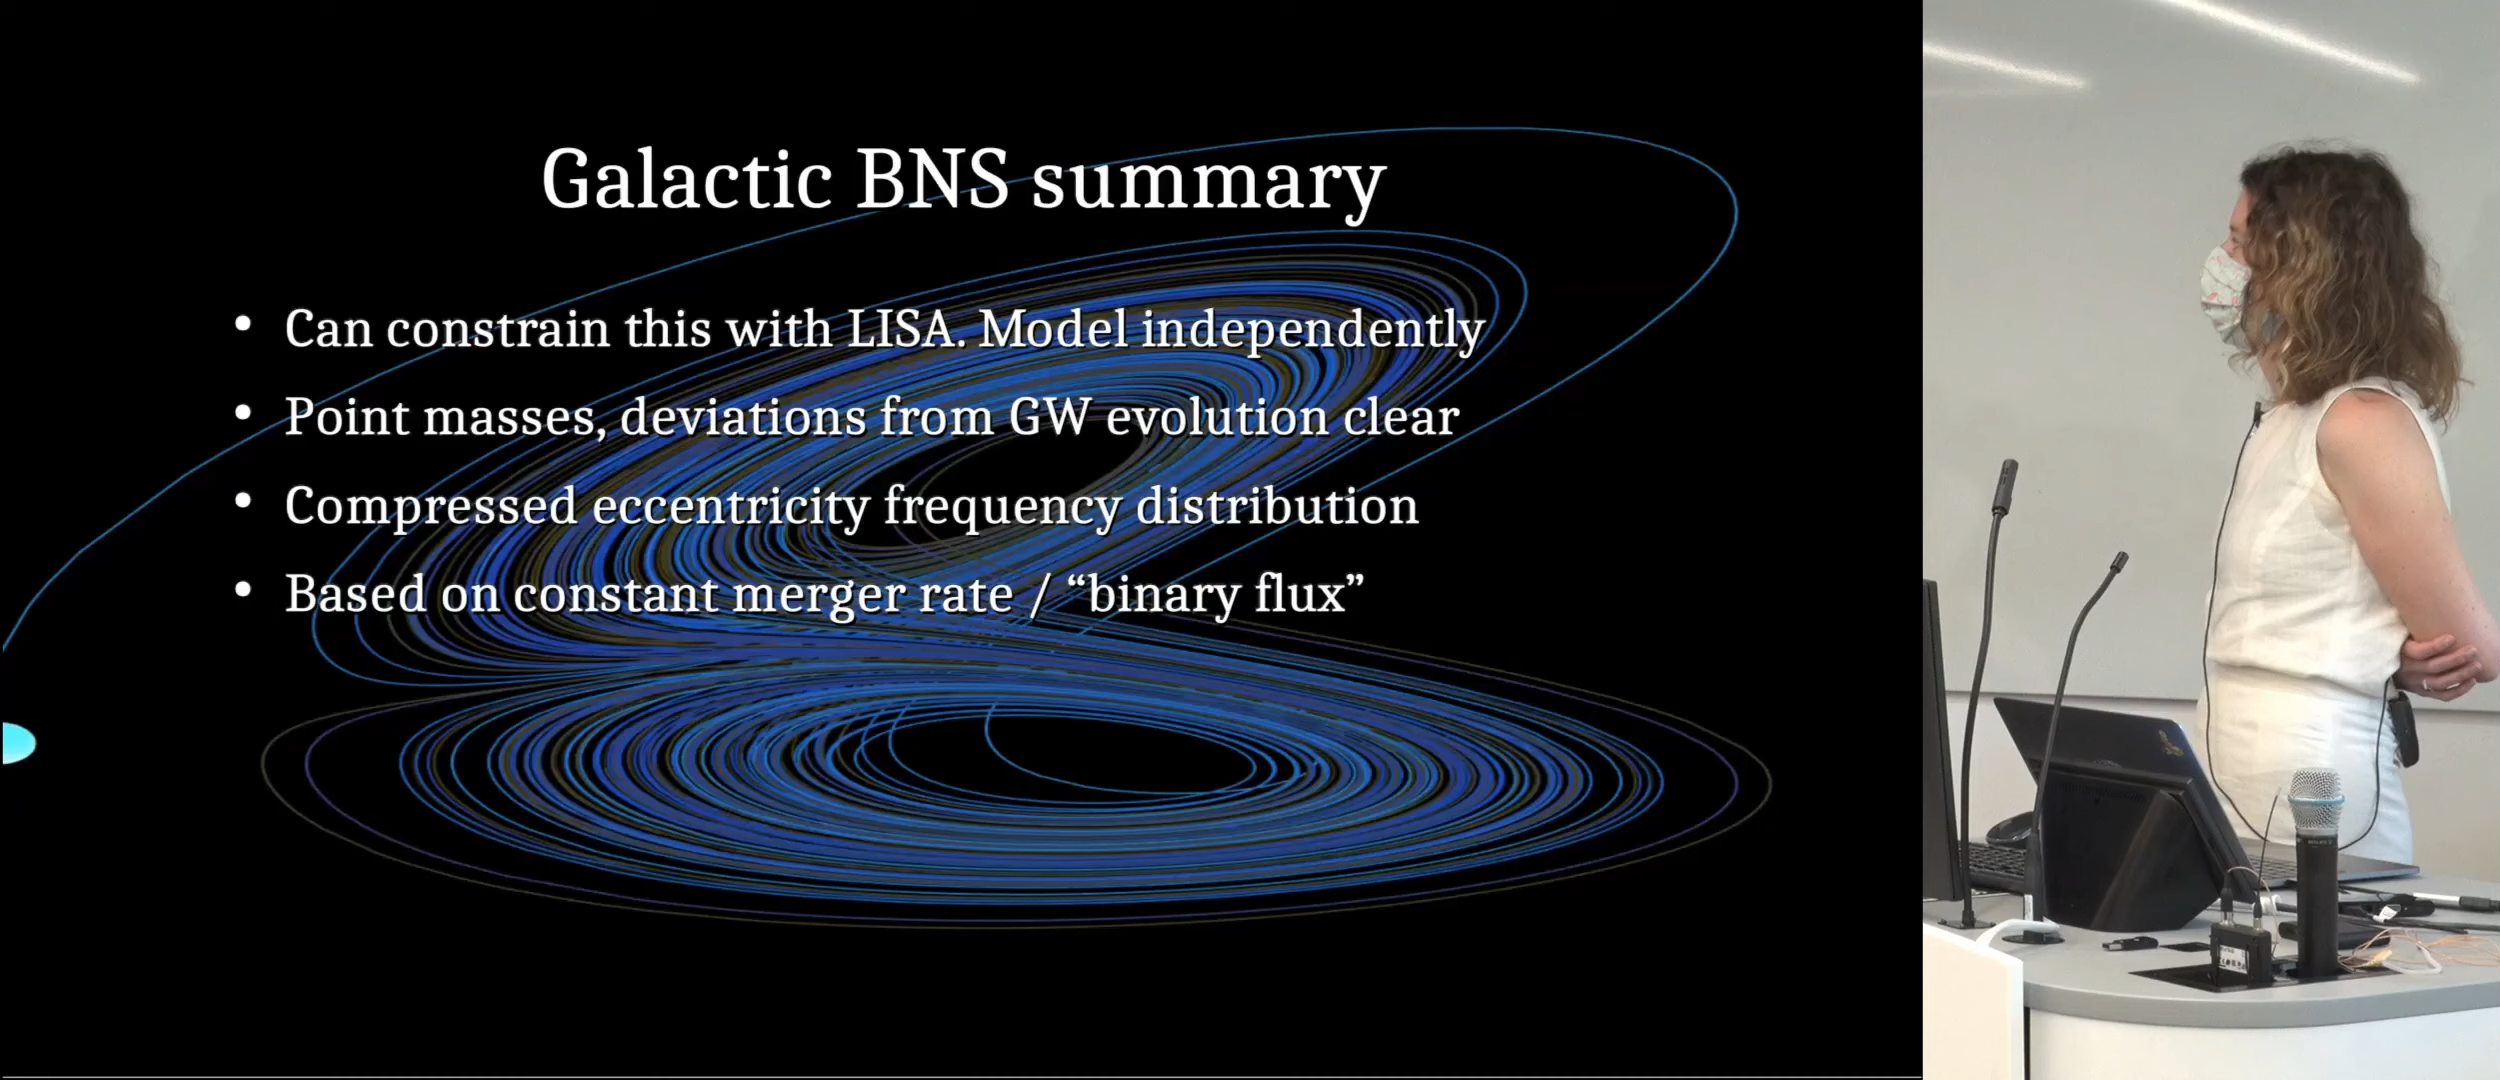 Galactic BNS summary
• Can constrain this with LISA. Model independently
• Point masses, deviations from GW evolution clear
• Compressed eccentricity frequency distribution
• Based on constant merger rate / “binary flux”